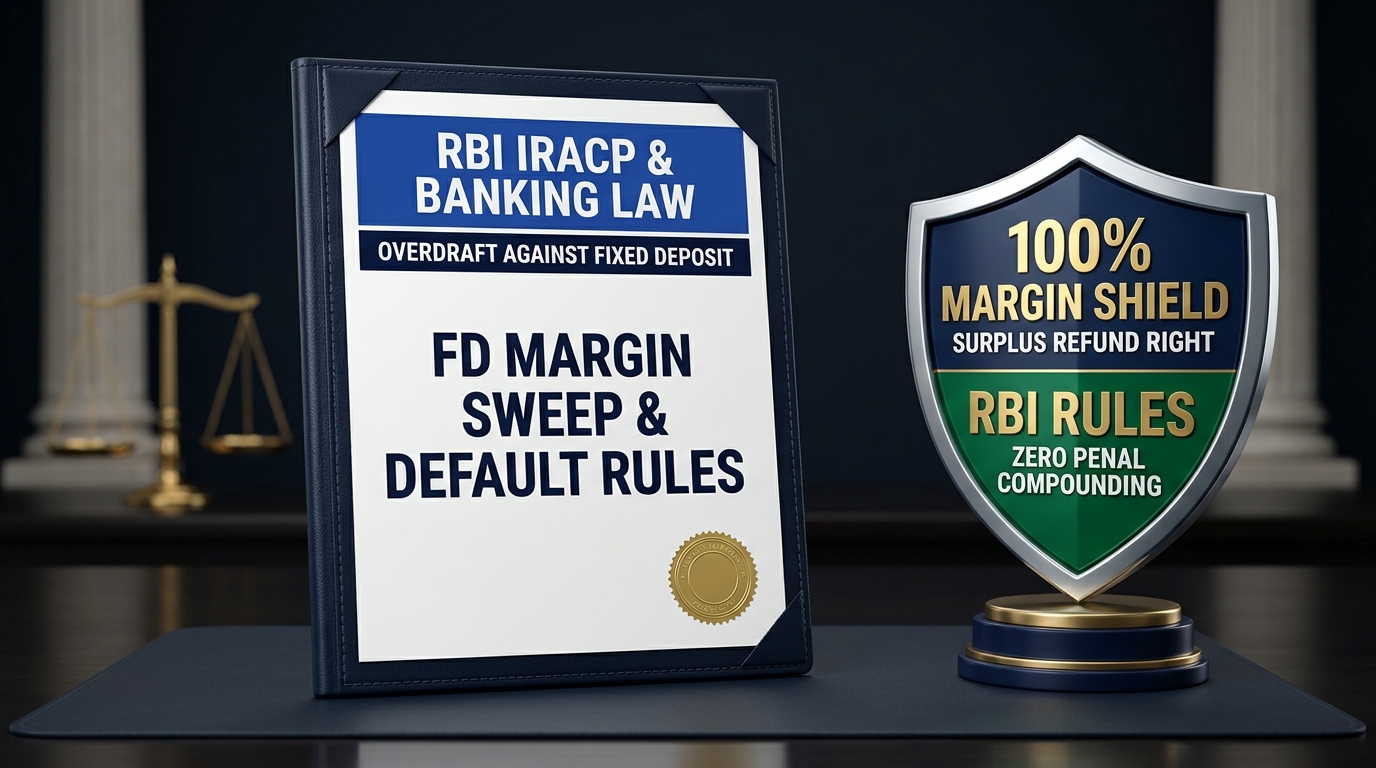 RBI IRACP &
BANKING LAW
OVERDRAFT AGAINST FIXED DEPOSIT
FD MARGIN
SWEEP &
DEFAULT RULES
100%
MARGIN SHIELD
SURPLUS REFUND RIGHT
RBI RULES
ZERO PENAL
COMPOUNDING